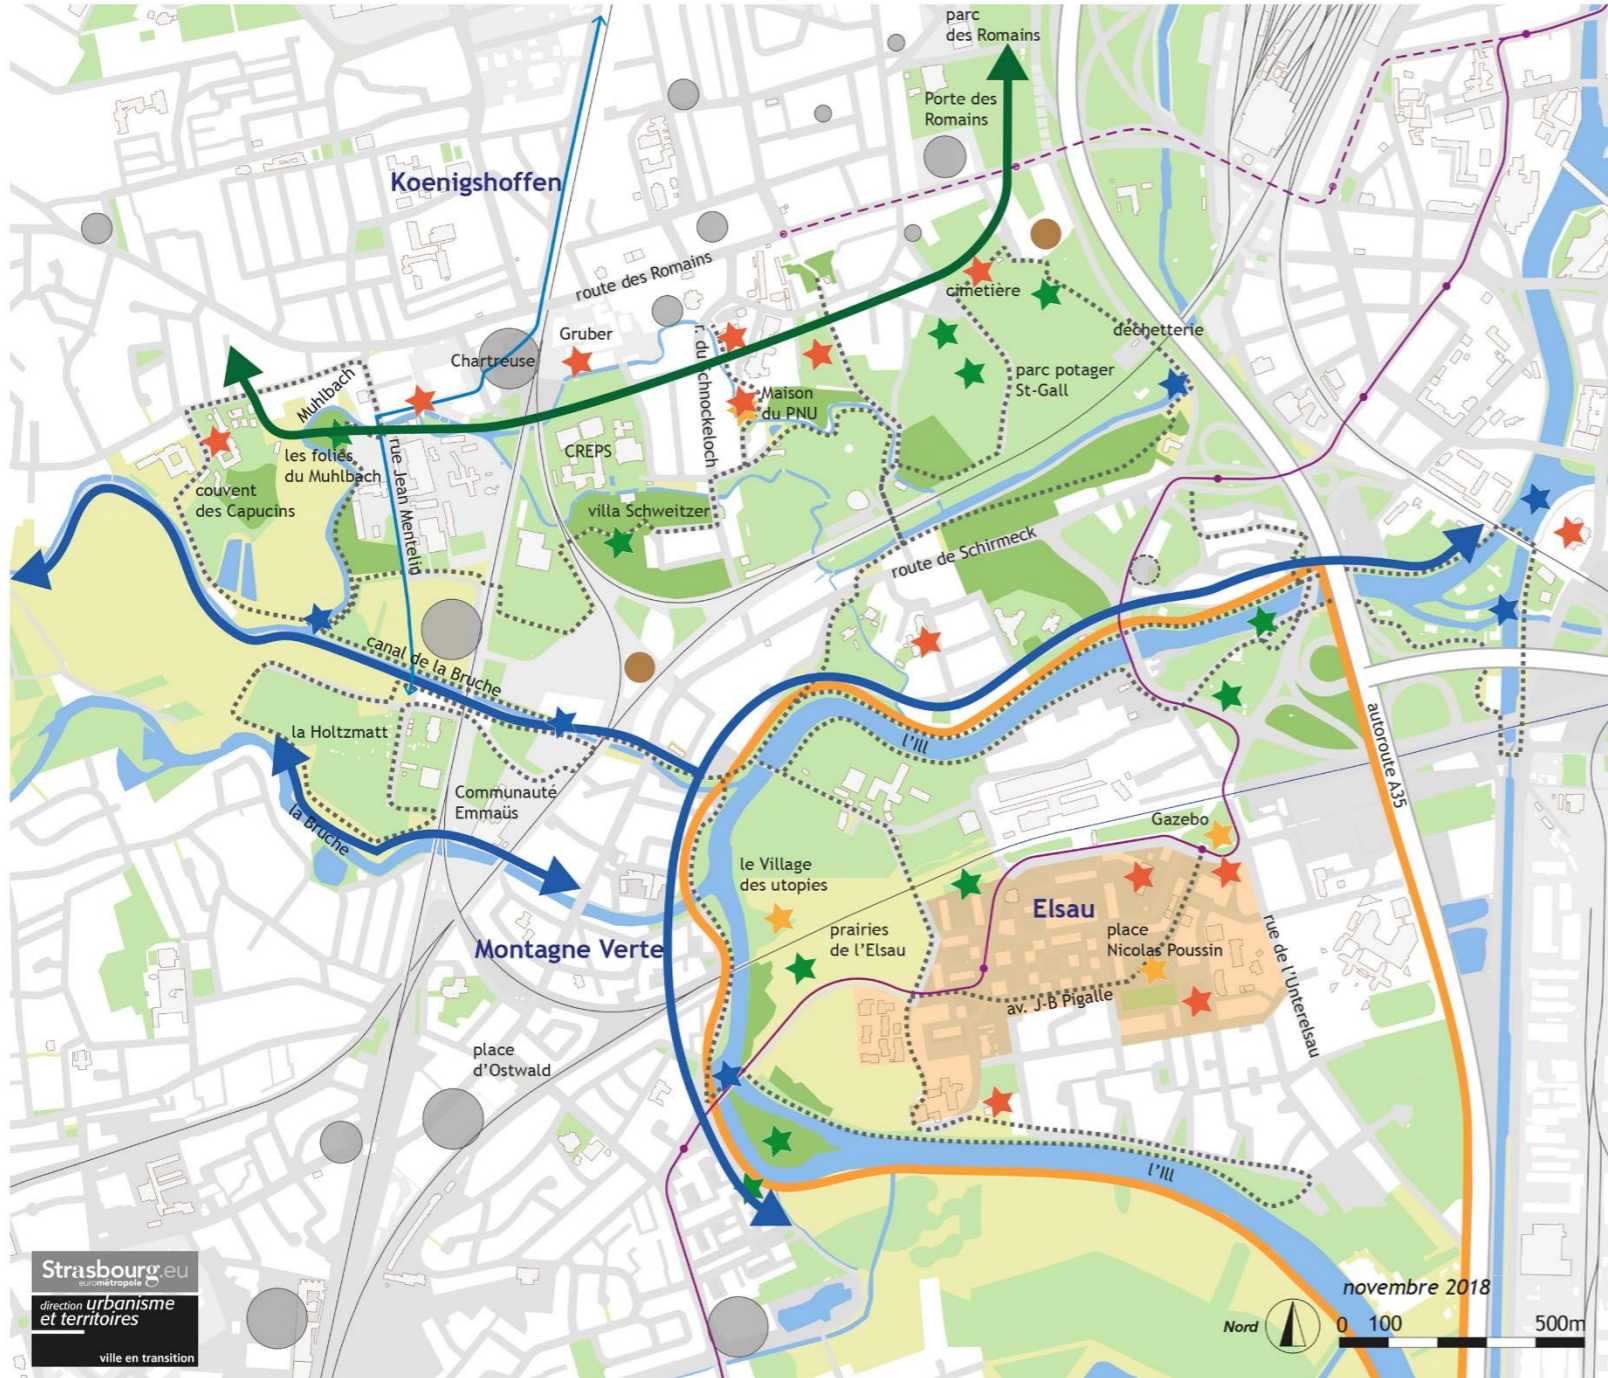 parc
des Romains
Porte des
Romains
Koenigshoffen
route des Romains
cimetière
déchetterie
Gruber
Chartreuse
r. du Schnockeloch
parc potager
St-Gall
Muhlbach
Maison
du PNU
les folies
du Muhlbach
rue Jean Mentelin
CREPS
couvent
des Capucins
villa Schweitzer
route de Schirmeck
canal de la Bruche
la Holtzmatt
l'Ill
autoroute A35
Communauté
Emmaüs
la Bruche
Gazebo
le Village
des utopies
Elsau
prairies
de l'Elsau
place
Nicolas Poussin
Montagne Verte
rue de l'Unterelsau
av. J-B Pigalle
place
d'Ostwald
l'Ill
Strasbourg.eu
eurométropole
direction urbanisme
et territoires
ville en transition
novembre 2018
Nord
0 100 500m